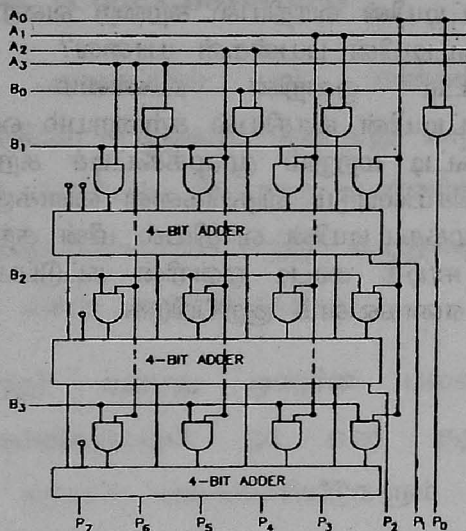 A0
A1
A2
A3
B0
B1
4-BIT ADDER
B2
4-BIT ADDER
B3
4-BIT ADDER
P7 P6 P5 P4 P3 P2 P1 P0